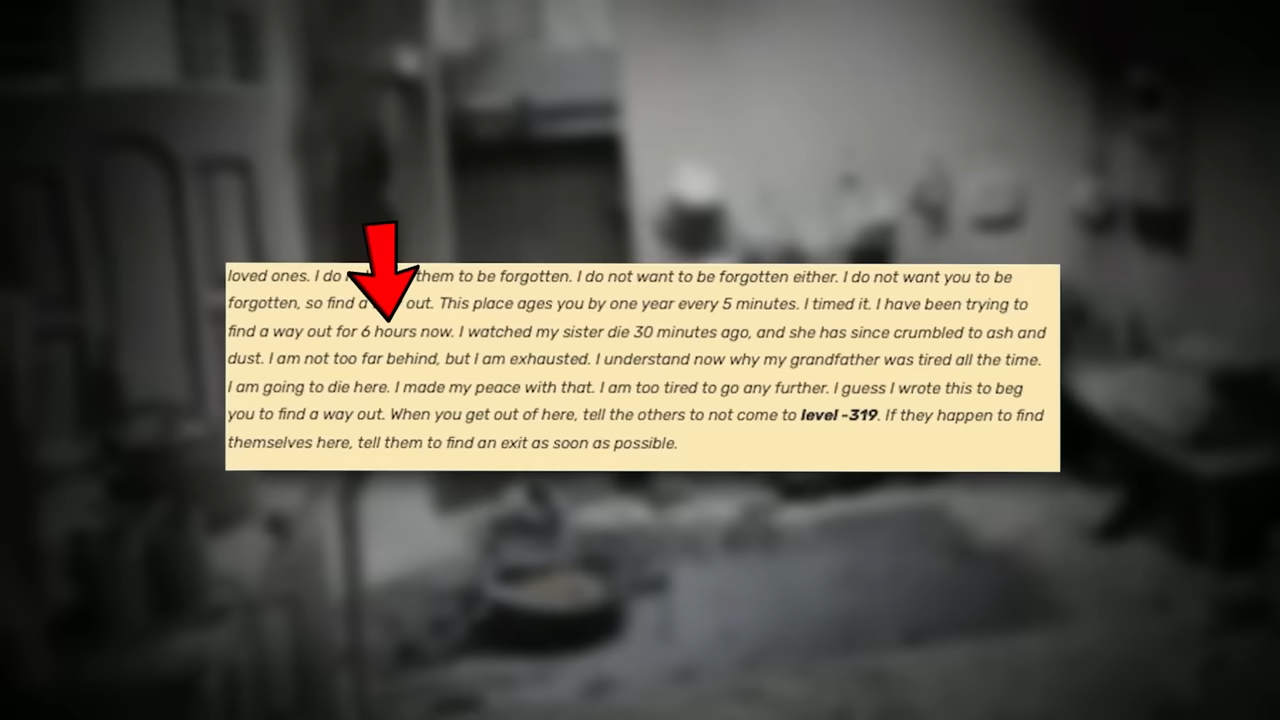 loved ones. I do them to be forgotten. I do not want to be forgotten either. I do not want you to be
forgotten, so find a out. This place ages you by one year every 5 minutes. I timed it. I have been trying to
find a way out for 6 hours now. I watched my sister die 30 minutes ago, and she has since crumbled to ash and
dust. I am not too far behind, but I am exhausted. I understand now why my grandfather was tired all the time.
I am going to die here. I made my peace with that. I am too tired to go any further. I guess I wrote this to beg
you to find a way out. When you get out of here, tell the others to not come to level -319. If they happen to find
themselves here, tell them to find an exit as soon as possible.